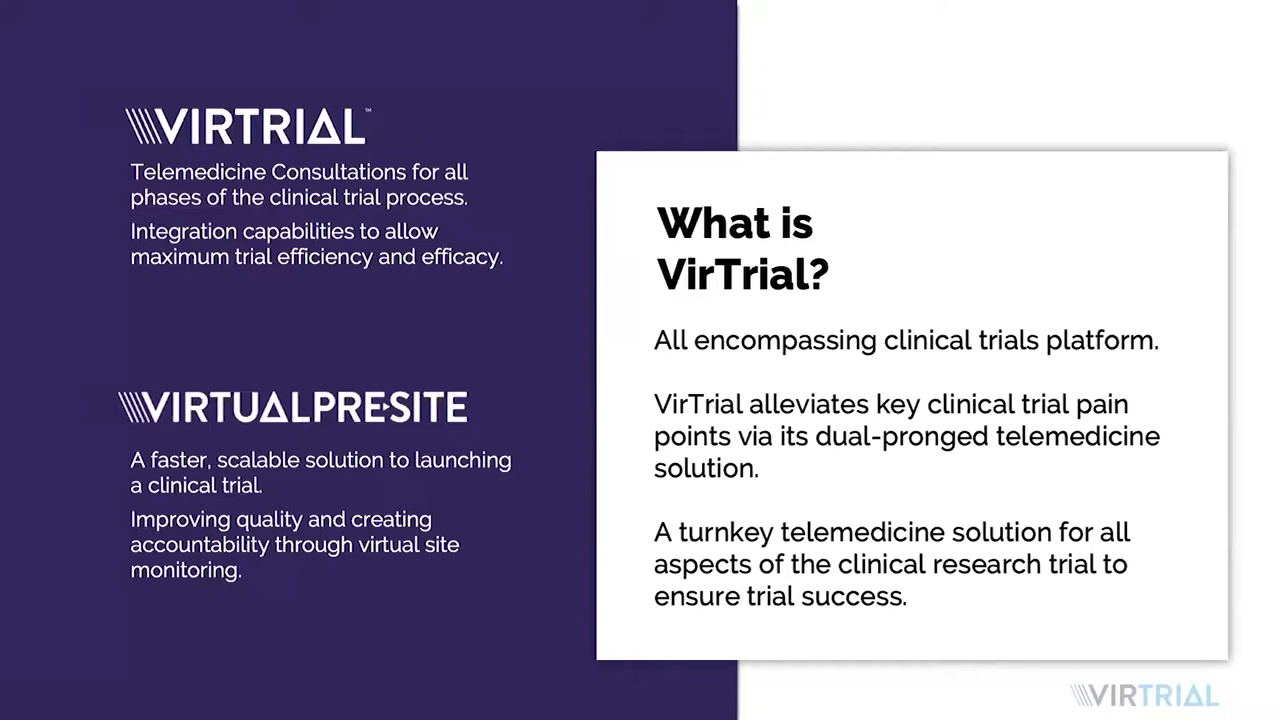 VIRTRIAL™
Telemedicine Consultations for all
phases of the clinical trial process.
Integration capabilities to allow
maximum trial efficiency and efficacy.
VIRTUALPRESITE
A faster, scalable solution to launching
a clinical trial.
Improving quality and creating
accountability through virtual site
monitoring.
What is
VirTrial?
All encompassing clinical trials platform.
VirTrial alleviates key clinical trial pain
points via its dual-pronged telemedicine
solution.
A turnkey telemedicine solution for all
aspects of the clinical research trial to
ensure trial success.
VIRTRIAL